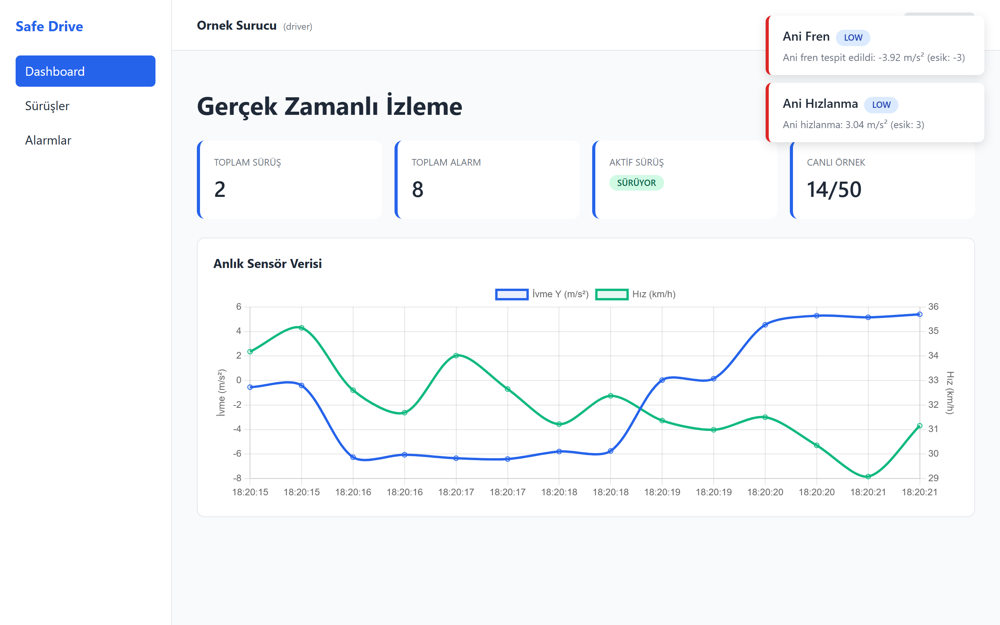 Safe Drive
Dashboard
Sürüşler
Alarmlar
Ornek Surucu (driver)
Ani Fren LOW
Ani fren tespit edildi: -3.92 m/s² (esik: -3)
Ani Hızlanma LOW
Ani hizlanma: 3.04 m/s² (esik: 3)
Gerçek Zamanlı İzleme
TOPLAM SÜRÜŞ
2
TOPLAM ALARM
8
AKTİF SÜRÜŞ
SÜRÜYOR
CANLI ÖRNEK
14/50
Anlık Sensör Verisi
İvme Y (m/s²) Hız (km/h)
İvme (m/s²)
6
4
2
0
-2
-4
-6
-8
36
35
34
33
32
31
30
29
Hız (km/h)
18:20:15 18:20:15 18:20:16 18:20:16 18:20:17 18:20:17 18:20:18 18:20:18 18:20:19 18:20:19 18:20:20 18:20:20 18:20:21 18:20:21